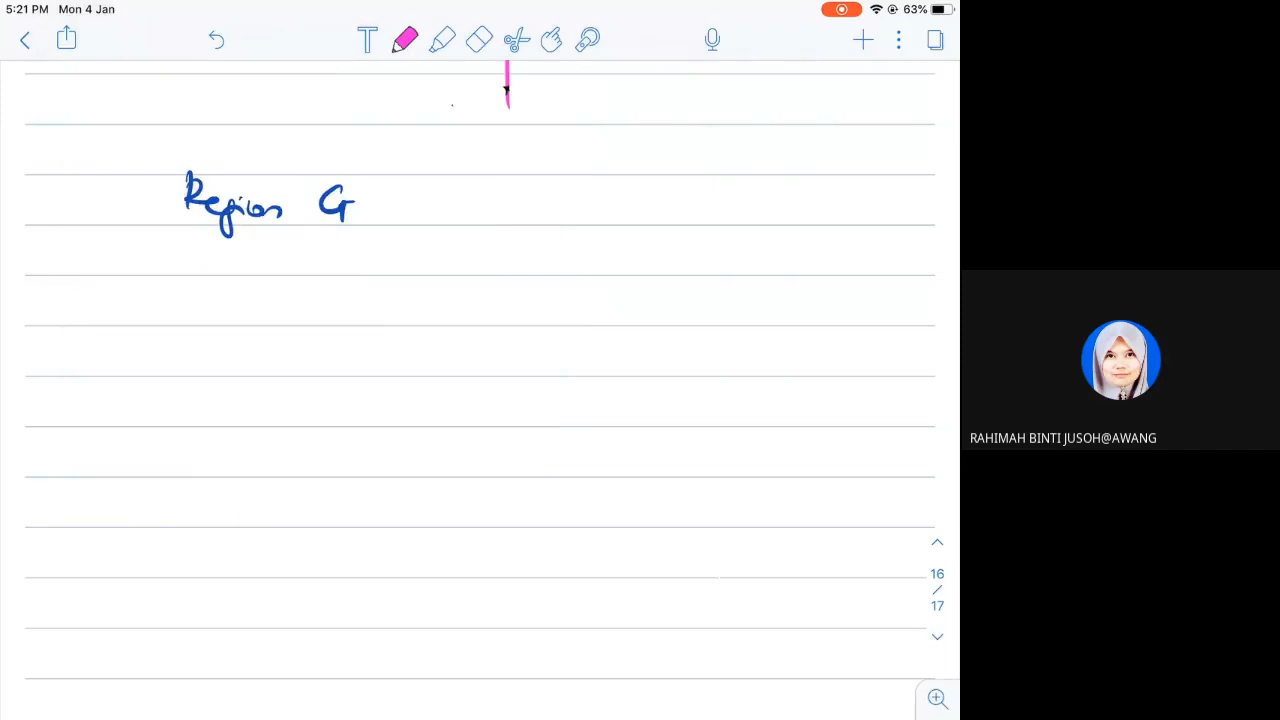 5:21 PM Mon 4 Jan 63%
T
Region G
RAHIMAH BINTI JUSOH@AWANG
16
/
17